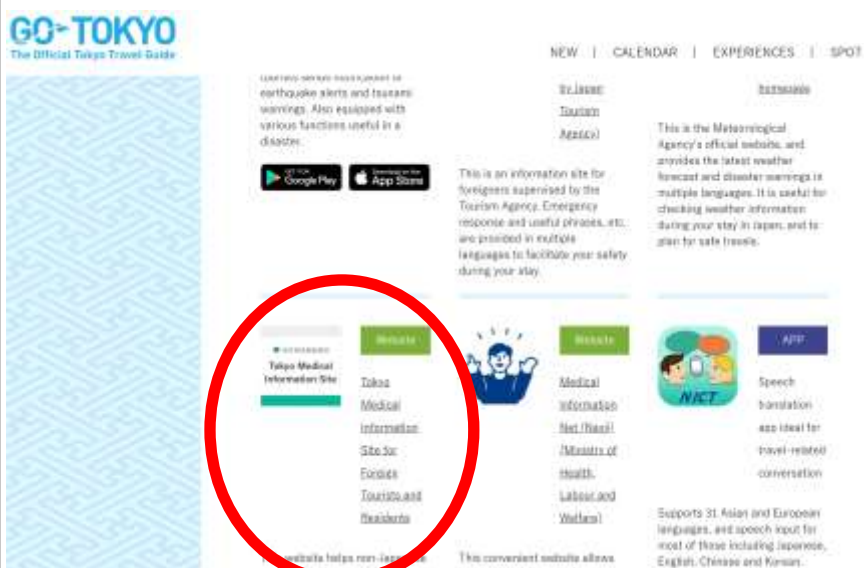 GO TOKYO
The Official Tokyo Travel Guide
NEW | CALENDAR | EXPERIENCES | SPOT
earthquake alerts and tsunami
warnings. Also equipped with
various functions useful in a
disaster.
GET IT ON
Google Play
Download on the
App Store
by Japan
Tourism
Agency)
This is an information site for
foreigners supervised by the
Tourism Agency. Emergency
response and useful phrases, etc.
are provided in multiple
languages to facilitate your safety
during your stay.
homepage
This is the Meteorological
Agency's official website, and
provides the latest weather
forecast and disaster warnings in
multiple languages. It is useful for
checking weather information
during your stay in Japan, and to
plan for safe travels.
Tokyo Medical
Information Site
Website
Tokyo
Medical
Information
Site for
Foreign
Tourists and
Residents
website helps non-Japanese
Website
Medical
Information
Net (Navii)
(Ministry of
Health,
Labour and
Welfare)
This convenient website allows
NICT
APP
Speech
translation
app ideal for
travel-related
conversation
Supports 31 Asian and European
languages, and speech input for
most of those including Japanese,
English, Chinese and Korean.